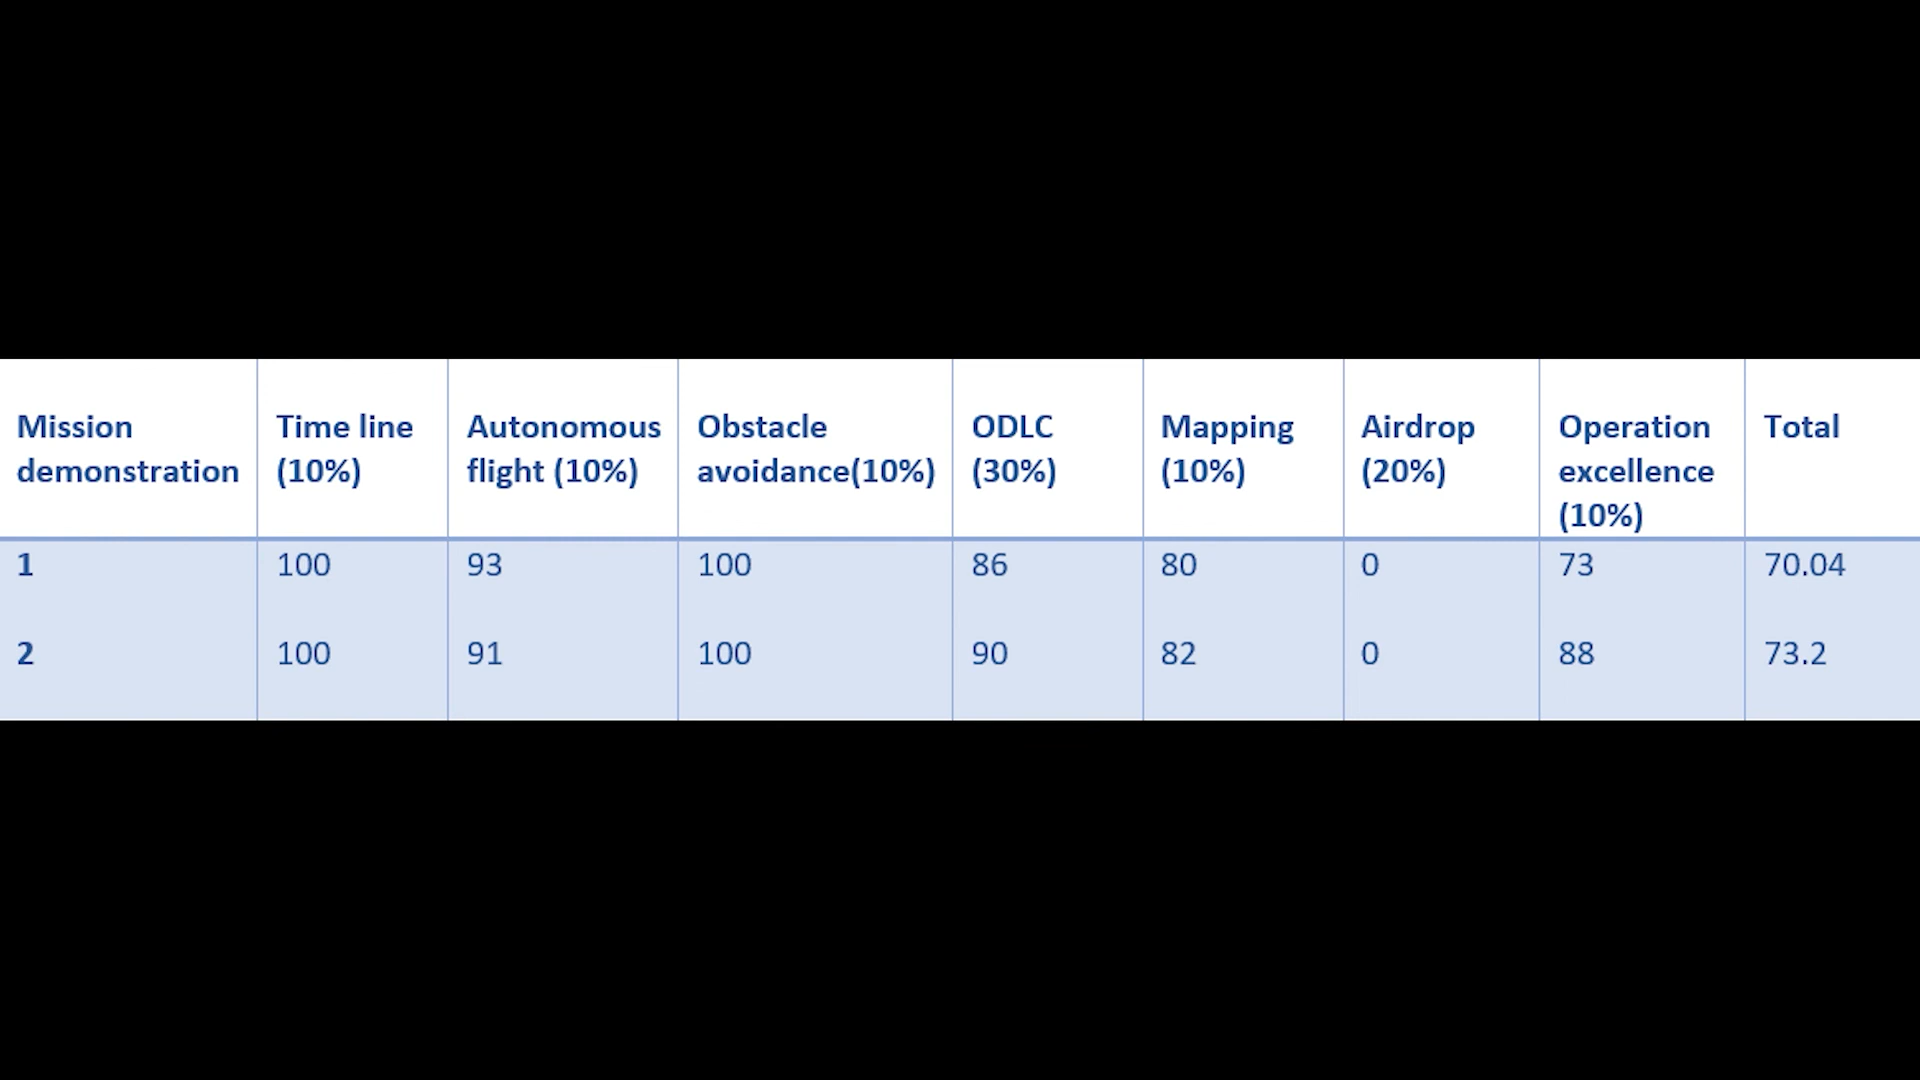 Mission demonstration | Time line (10%) | Autonomous flight (10%) | Obstacle avoidance(10%) | ODLC (30%) | Mapping (10%) | Airdrop (20%) | Operation excellence (10%) | Total
1 | 100 | 93 | 100 | 86 | 80 | 0 | 73 | 70.04
2 | 100 | 91 | 100 | 90 | 82 | 0 | 88 | 73.2